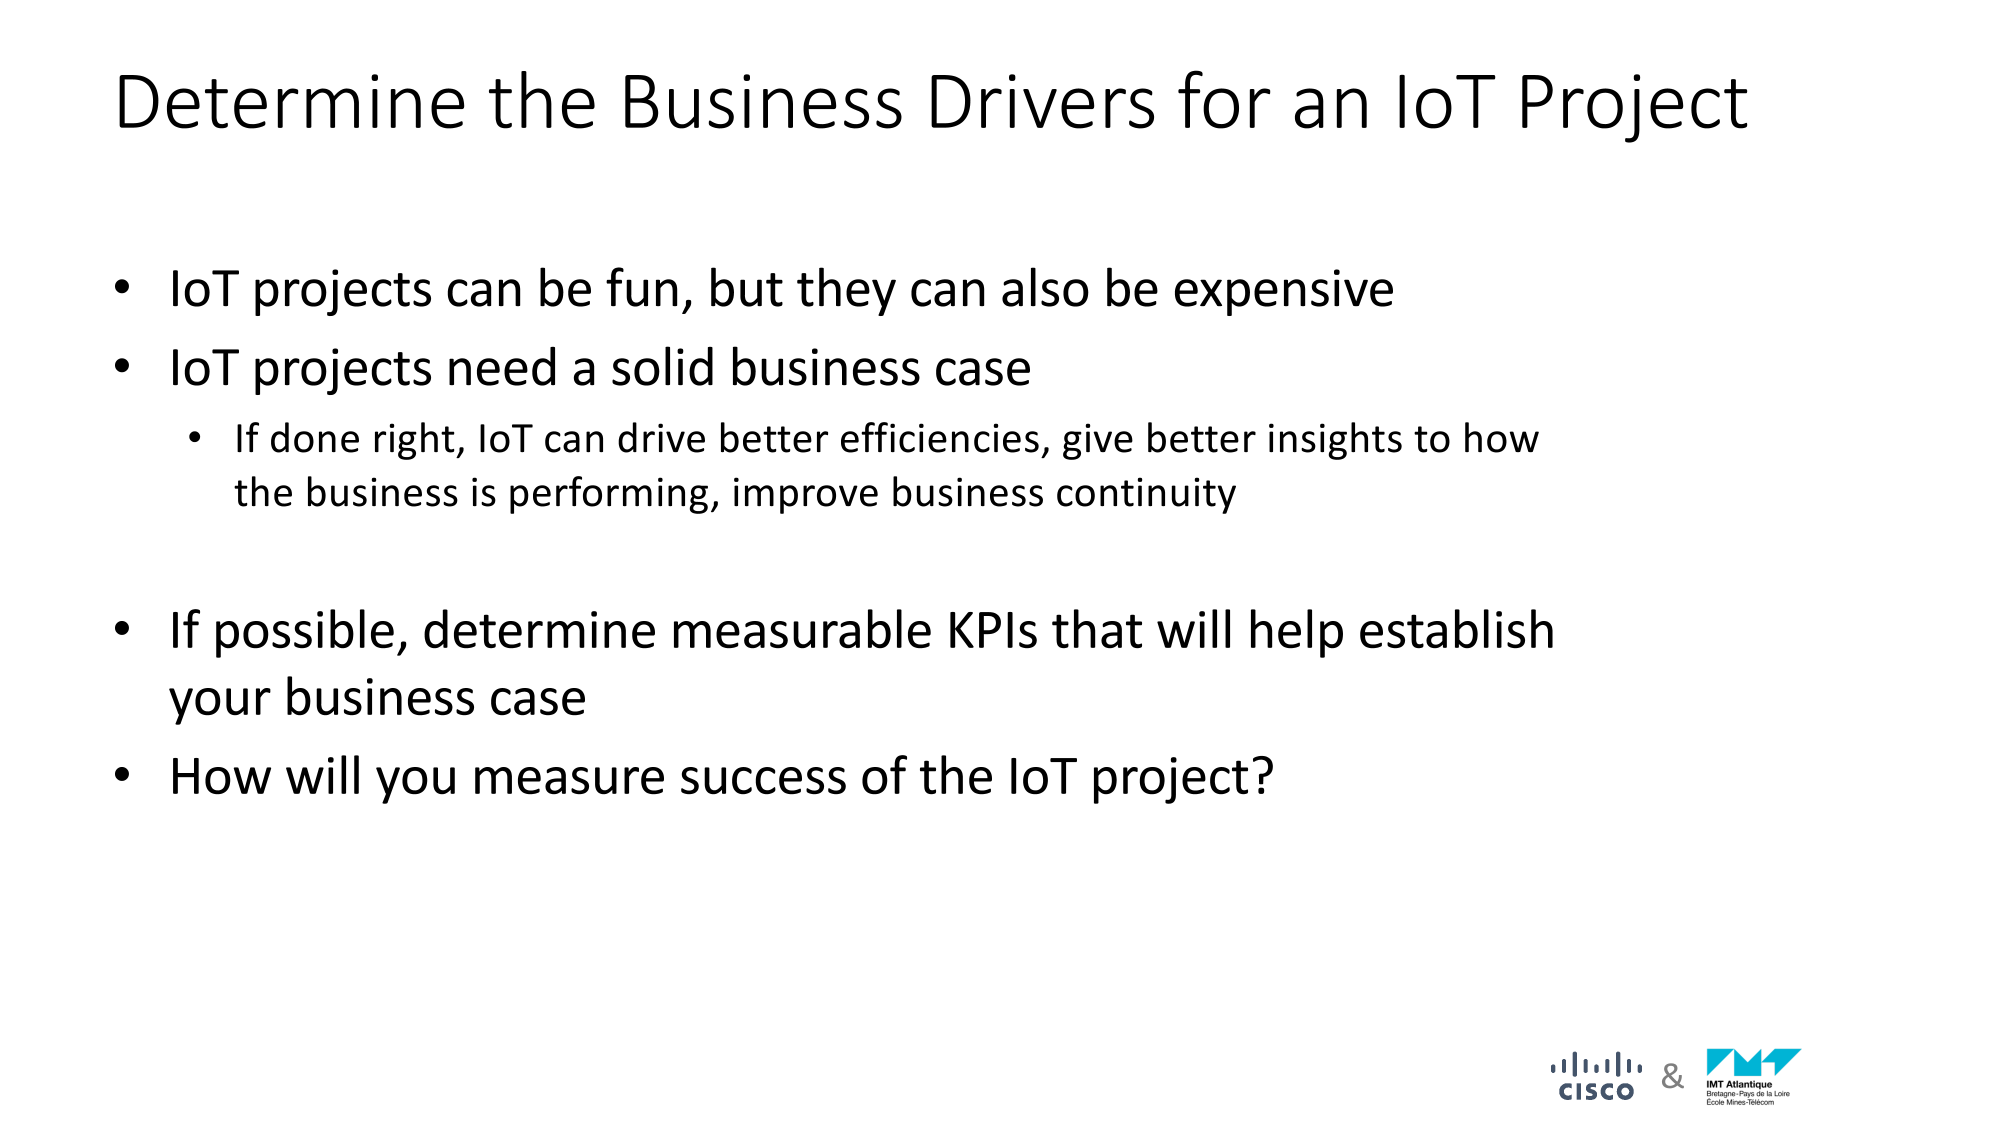 Determine the Business Drivers for an IoT Project
• IoT projects can be fun, but they can also be expensive
• IoT projects need a solid business case
• If done right, IoT can drive better efficiencies, give better insights to how
the business is performing, improve business continuity
• If possible, determine measurable KPIs that will help establish
your business case
• How will you measure success of the IoT project?
CISCO & IMT
IMT Atlantique
Bretagne-Pays de la Loire
École Mines-Télécom